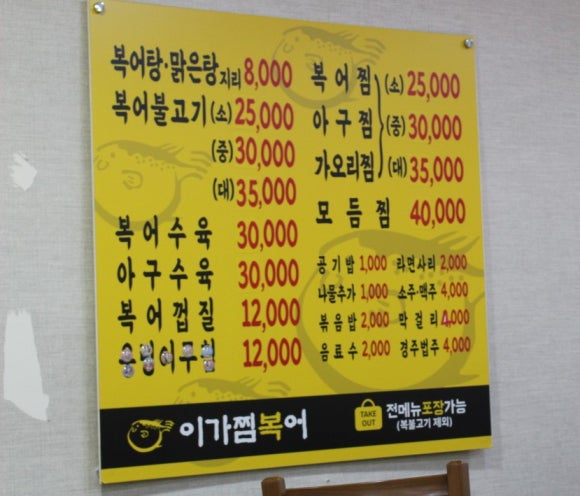 복어탕·맑은탕 지리 8,000
복어불고기 (소) 25,000
(중) 30,000
(대) 35,000
복어수육 30,000
아구수육 30,000
복어껍질 12,000
12,000
복어찜 (소) 25,000
아구찜 (중) 30,000
가오리찜 (대) 35,000
모듬찜 40,000
공기밥 1,000
나물추가 1,000
볶음밥 2,000
음료수 2,000
라면사리 2,000
소주·맥주 4,000
막걸리 4,000
경주법주 4,000
이가찜복어
TAKE OUT
전메뉴포장가능
(복불고기 제외)